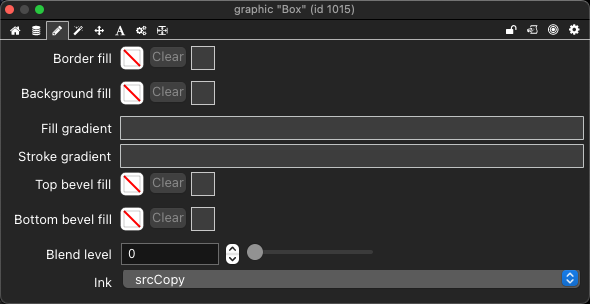 graphic "Box" (id 1015)
A
Border fill Clear
Background fill Clear
Fill gradient
Stroke gradient
Top bevel fill Clear
Bottom bevel fill Clear
Blend level 0
Ink srcCopy